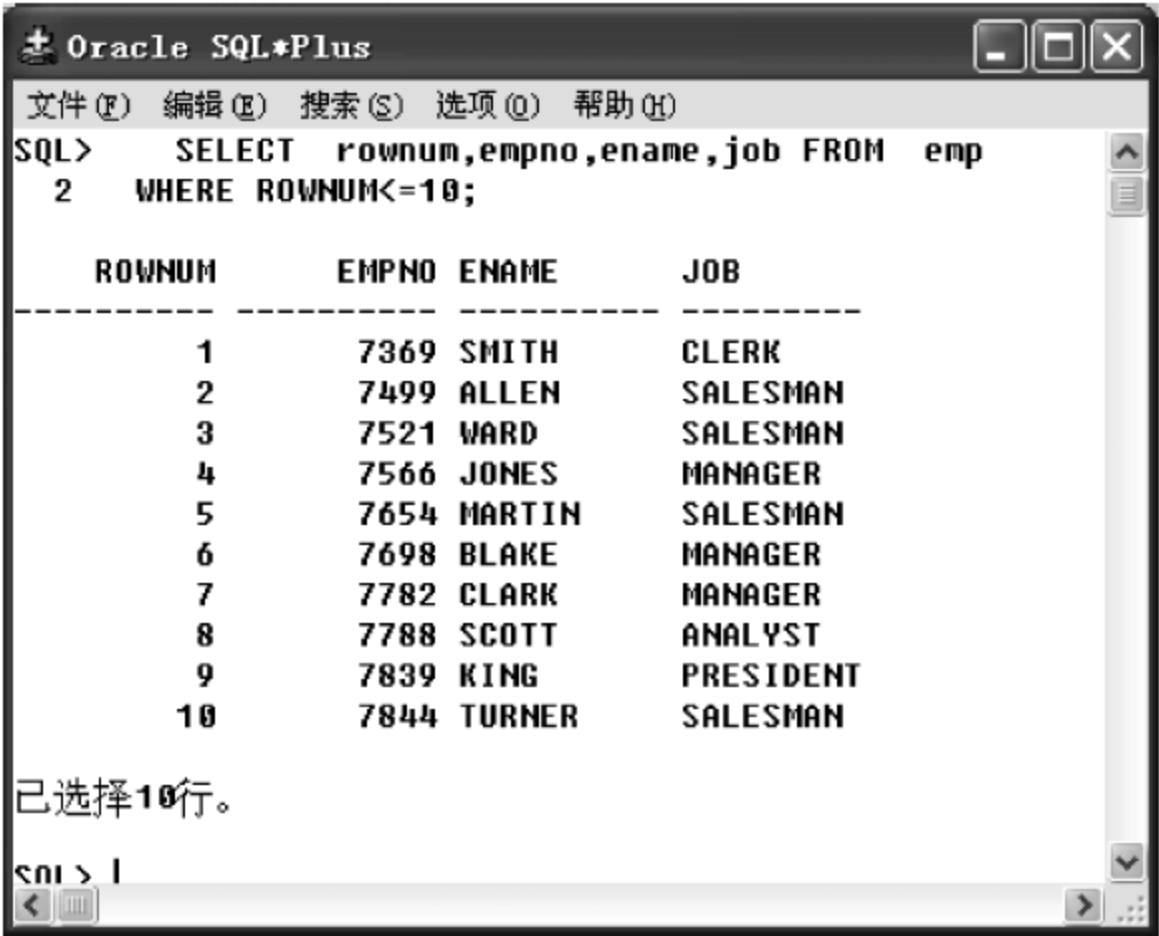 Oracle SQL*Plus
文件(F) 编辑(E) 搜索(S) 选项(O) 帮助(H)
SQL> SELECT rownum,empno,ename,job FROM emp
2 WHERE ROWNUM<=10;
ROWNUM EMPNO ENAME JOB
---------- ---------- ---------- ---------
1 7369 SMITH CLERK
2 7499 ALLEN SALESMAN
3 7521 WARD SALESMAN
4 7566 JONES MANAGER
5 7654 MARTIN SALESMAN
6 7698 BLAKE MANAGER
7 7782 CLARK MANAGER
8 7788 SCOTT ANALYST
9 7839 KING PRESIDENT
10 7844 TURNER SALESMAN
已选择10行。
SQL>